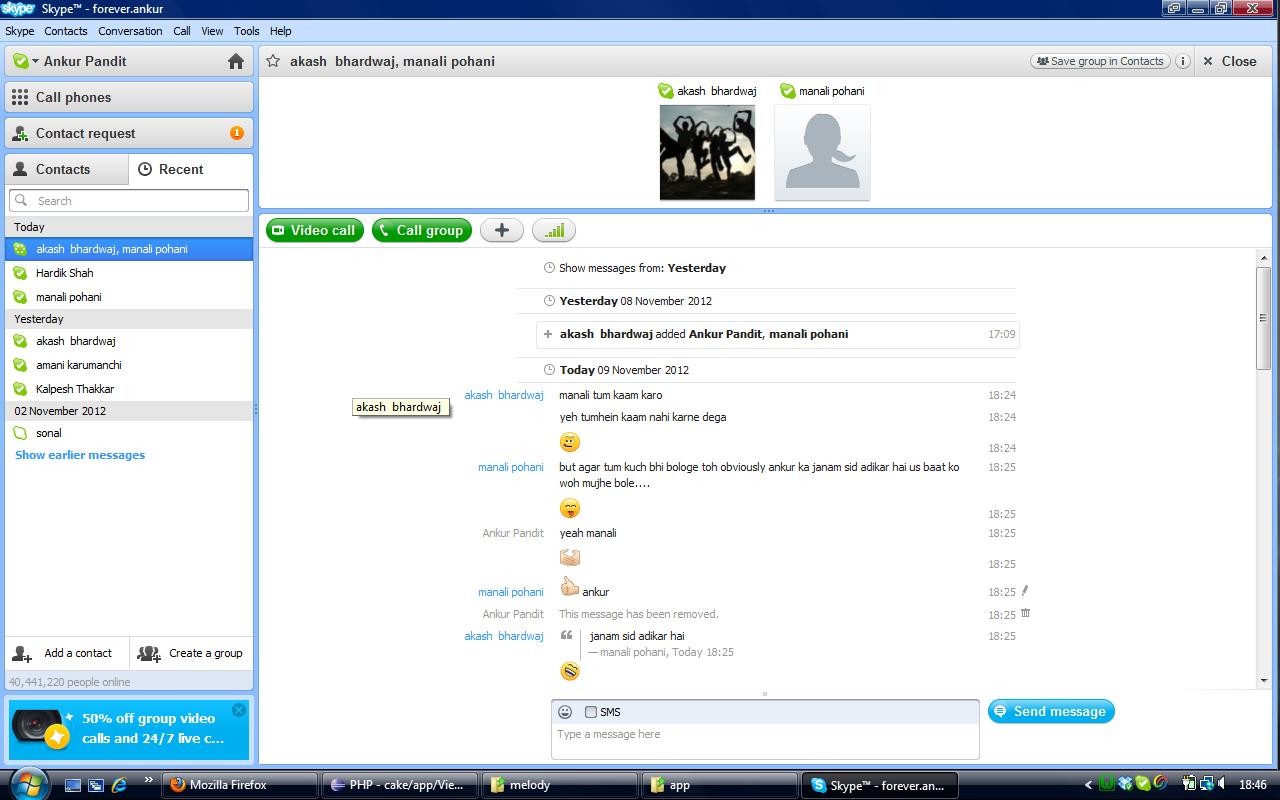 Skype™ - forever.ankur
Skype Contacts Conversation Call View Tools Help
Ankur Pandit
Call phones
Contact request 1
Contacts Recent
Search
Today
akash bhardwaj, manali pohani
Hardik Shah
manali pohani
Yesterday
akash bhardwaj
amani karumanchi
Kalpesh Thakkar
02 November 2012
sonal
Show earlier messages
Add a contact Create a group
40,441,220 people online
50% off group video
calls and 24/7 live c...
akash bhardwaj, manali pohani
Save group in Contacts Close
akash bhardwaj manali pohani
Video call Call group
Show messages from: Yesterday
Yesterday 08 November 2012
akash bhardwaj added Ankur Pandit, manali pohani 17:09
Today 09 November 2012
akash bhardwaj manali tum kaam karo 18:24
akash bhardwaj
yeh tumhein kaam nahi karne dega 18:24
18:24
manali pohani but agar tum kuch bhi bologe toh obviously ankur ka janam sid adikar hai us baat ko 18:25
woh mujhe bole....
18:25
Ankur Pandit yeah manali 18:25
18:25
manali pohani ankur 18:25
Ankur Pandit This message has been removed. 18:25
akash bhardwaj janam sid adikar hai 18:25
— manali pohani, Today 18:25
SMS
Send message
Type a message here
Mozilla Firefox PHP - cake/app/Vie... melody app Skype™ - forever.an... 18:46